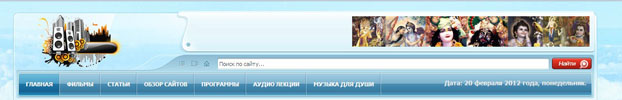 Поиск по сайту...
Найти
ГЛАВНАЯ ФИЛЬМЫ СТАТЬИ ОБЗОР САЙТОВ ПРОГРАММЫ АУДИО ЛЕКЦИИ МУЗЫКА ДЛЯ ДУШИ Дата: 20 февраля 2012 года, понедельник.